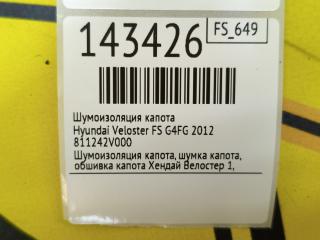 FS_649
143426
Шумоизоляция капота
Hyundai Veloster FS G4FG 2012
811242V000
Шумоизоляция капота, шумка капота,
обшивка капота Хендай Велостер 1,